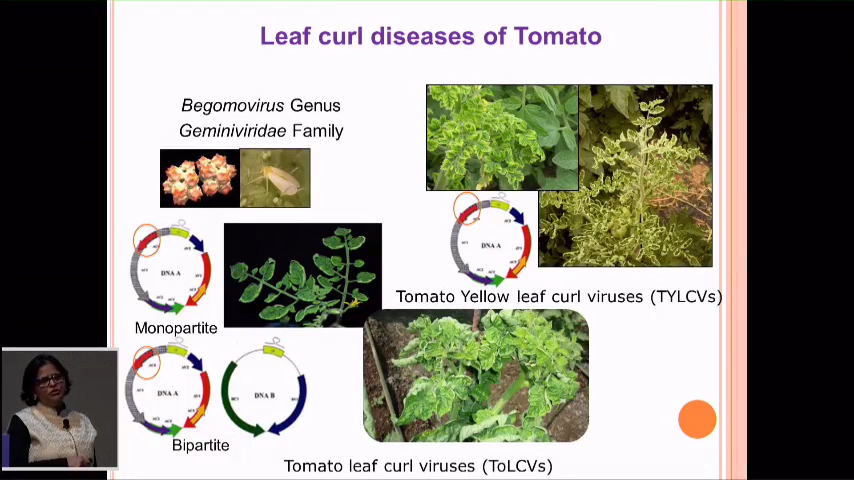 Leaf curl diseases of Tomato
Begomovirus Genus
Geminiviridae Family
DNA A
Monopartite
DNA A
DNA B
Bipartite
DNA A
Tomato Yellow leaf curl viruses (TYLCVs)
Tomato leaf curl viruses (ToLCVs)